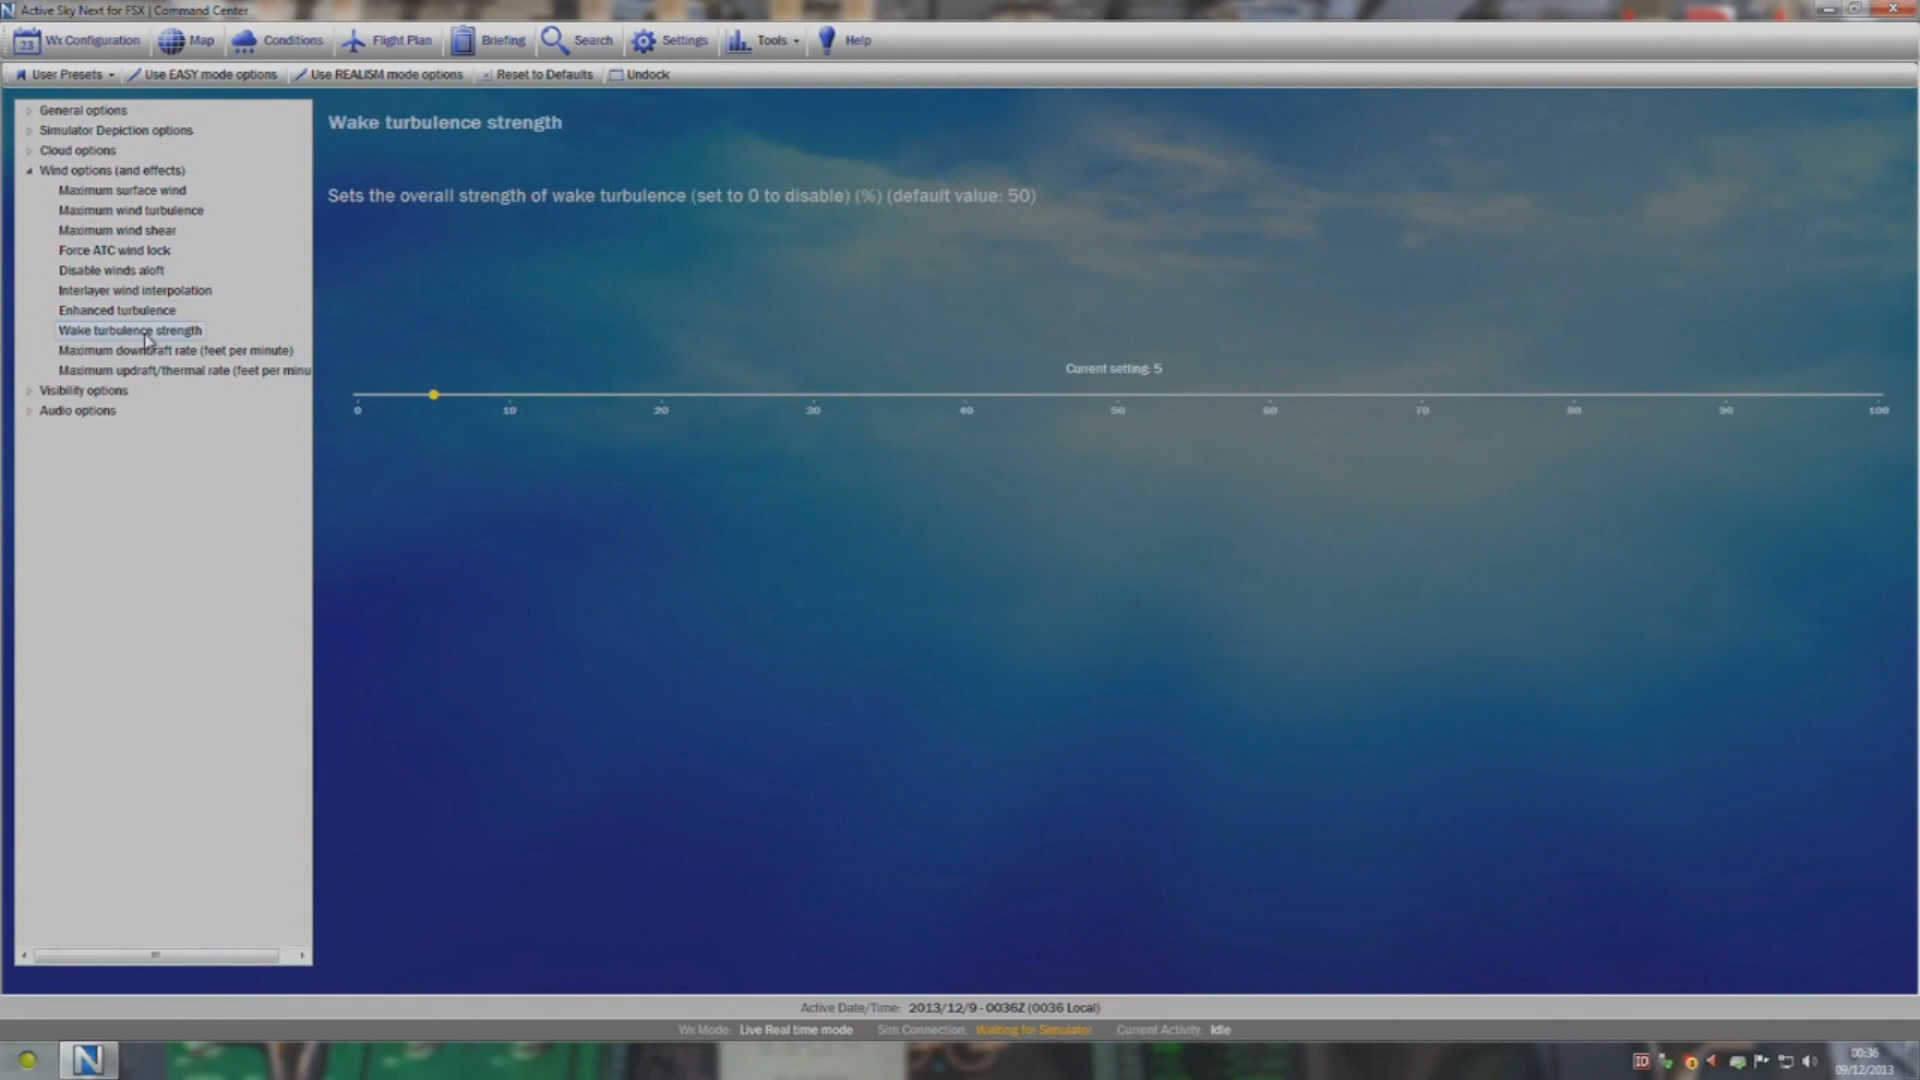 Active Sky Next for FSX | Command Center
23 Wx Configuration Map Conditions Flight Plan Briefing Search Settings Tools Help
User Presets Use EASY mode options Use REALISM mode options Reset to Defaults Undock
General options
Simulator Depiction options
Cloud options
Wind options (and effects)
Maximum surface wind
Maximum wind turbulence
Maximum wind shear
Force ATC wind lock
Disable winds aloft
Interlayer wind interpolation
Enhanced turbulence
Wake turbulence strength
Maximum downdraft rate (feet per minute)
Maximum updraft/thermal rate (feet per minu
Visibility options
Audio options
Wake turbulence strength
Sets the overall strength of wake turbulence (set to 0 to disable) (%) (default value: 50)
Current setting: 5
0 10 20 30 40 50 60 70 80 90 100
Active Date/Time: 2013/12/9 - 0036Z (0036 Local)
Wx Mode: Live Real time mode Sim Connection: Waiting for Simulator Current Activity: Idle
N
00:36
09/12/2013